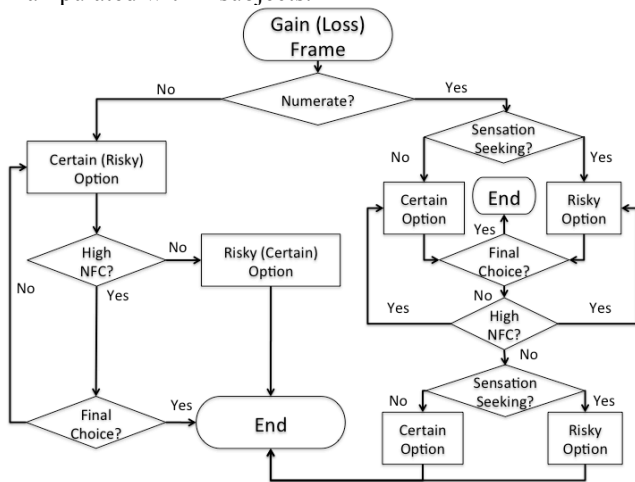 Gain (Loss)
Frame
Numerate?
No
Yes
Certain (Risky)
Option
Sensation
Seeking?
No
Yes
Certain
Option
End
Risky
Option
High
NFC?
No
Risky (Certain)
Option
Yes
Final
Choice?
No
Yes
No
Yes
High
NFC?
Yes
No
Sensation
Seeking?
No
Yes
Final
Choice?
Yes
End
Certain
Option
Risky
Option